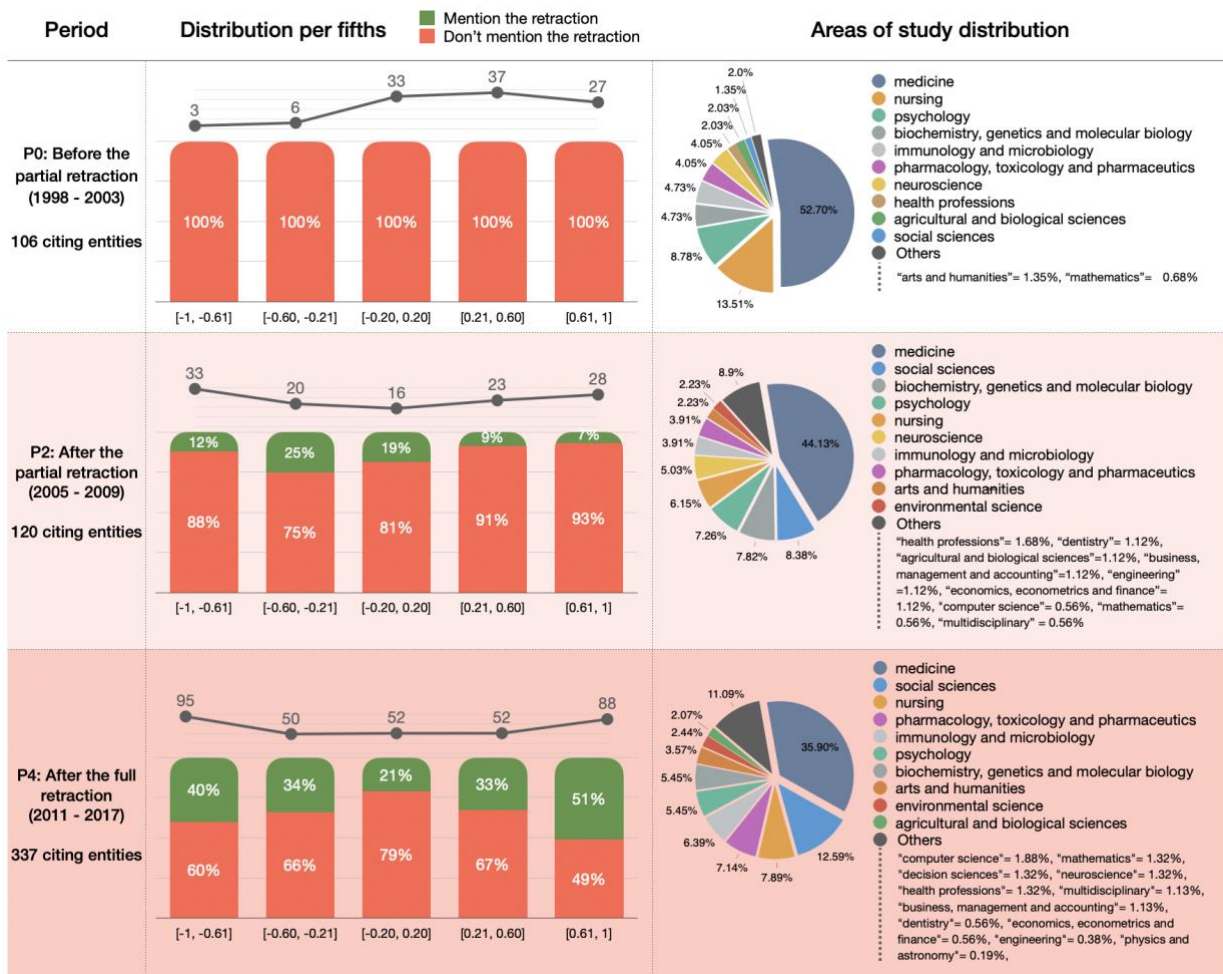 Period
Distribution per fifths
Mention the retraction
Don't mention the retraction
Areas of study distribution
P0: Before the
partial retraction
(1998 - 2003)
106 citing entities
3
6
33
37
27
100%
100%
100%
100%
100%
[-1, -0.61]
[-0.60, -0.21]
[-0.20, 0.20]
[0.21, 0.60]
[0.61, 1]
2.0%
1.35%
2.03%
2.03%
4.05%
4.05%
4.73%
4.73%
8.78%
13.51%
52.70%
medicine
nursing
psychology
biochemistry, genetics and molecular biology
immunology and microbiology
pharmacology, toxicology and pharmaceutics
neuroscience
health professions
agricultural and biological sciences
social sciences
Others
"arts and humanities"= 1.35%, "mathematics"= 0.68%
P2: After the
partial retraction
(2005 - 2009)
120 citing entities
33
20
16
23
28
12%
25%
19%
9%
7%
88%
75%
81%
91%
93%
[-1, -0.61]
[-0.60, -0.21]
[-0.20, 0.20]
[0.21, 0.60]
[0.61, 1]
8.9%
2.23%
2.23%
3.91%
3.91%
5.03%
6.15%
7.26%
7.82%
8.38%
44.13%
medicine
social sciences
biochemistry, genetics and molecular biology
psychology
nursing
neuroscience
immunology and microbiology
pharmacology, toxicology and pharmaceutics
arts and humanities
environmental science
Others
"health professions"= 1.68%, "dentistry"= 1.12%,
"agricultural and biological sciences"=1.12%, "business,
management and accounting"=1.12%, "engineering"
=1.12%, "economics, econometrics and finance"=
1.12%, "computer science"= 0.56%, "mathematics"=
0.56%, "multidisciplinary" = 0.56%
P4: After the full
retraction
(2011 - 2017)
337 citing entities
95
50
52
52
88
40%
34%
21%
33%
51%
60%
66%
79%
67%
49%
[-1, -0.61]
[-0.60, -0.21]
[-0.20, 0.20]
[0.21, 0.60]
[0.61, 1]
11.09%
2.07%
2.44%
3.57%
5.45%
5.45%
6.39%
7.14%
7.89%
12.59%
35.90%
medicine
social sciences
nursing
pharmacology, toxicology and pharmaceutics
immunology and microbiology
psychology
biochemistry, genetics and molecular biology
arts and humanities
environmental science
agricultural and biological sciences
Others
"computer science"= 1.88%, "mathematics"= 1.32%,
"decision sciences"= 1.32%, "neuroscience"= 1.32%,
"health professions"= 1.32%, "multidisciplinary"= 1.13%,
"business, management and accounting"= 1.13%,
"dentistry"= 0.56%, "economics, econometrics and
finance"= 0.56%, "engineering"= 0.38%, "physics and
astronomy"= 0.19%,